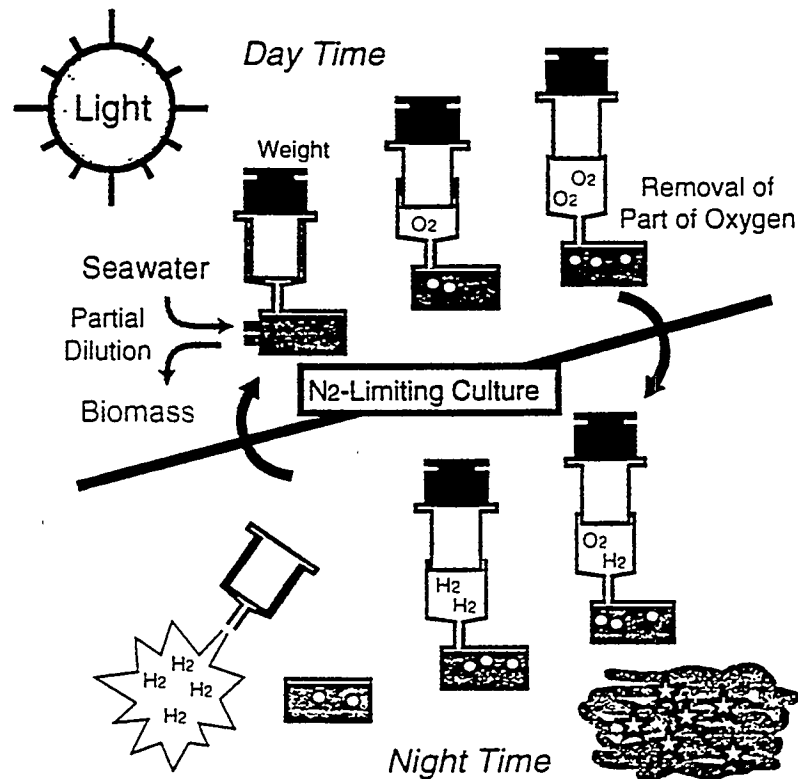 Day Time
Light
Weight
O2
O2
O2
Removal of
Part of Oxygen
Seawater
Partial
Dilution
Biomass
N2-Limiting Culture
O2
H2
H2
H2
H2
H2
H2
H2
Night Time